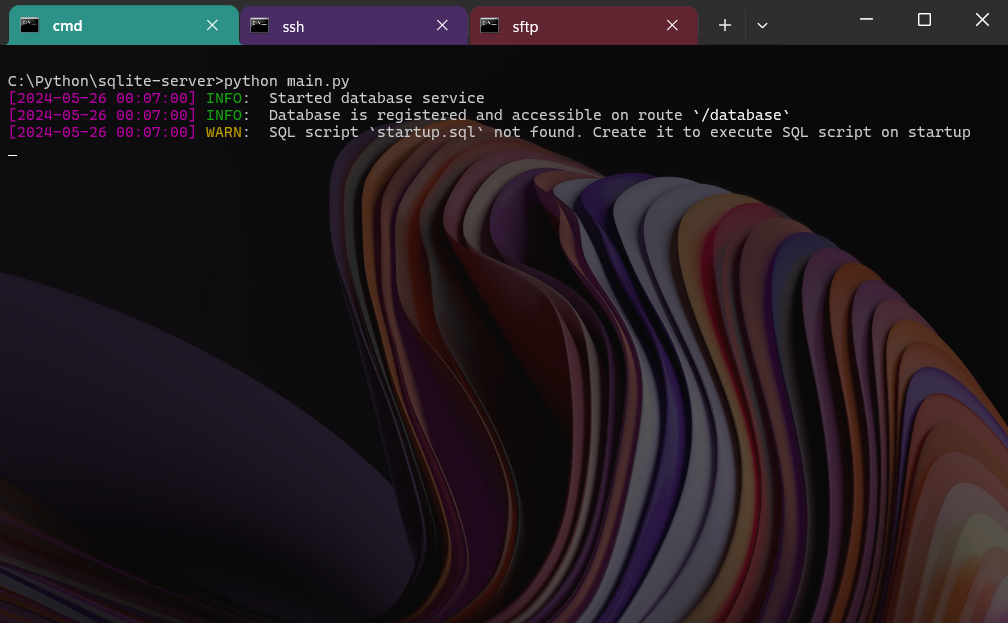 cmd ssh sftp
C:\Python\sqlite-server>python main.py
[2024-05-26 00:07:00] INFO:  Started database service
[2024-05-26 00:07:00] INFO:  Database is registered and accessible on route `/database`
[2024-05-26 00:07:00] WARN:  SQL script `startup.sql` not found. Create it to execute SQL script on startup